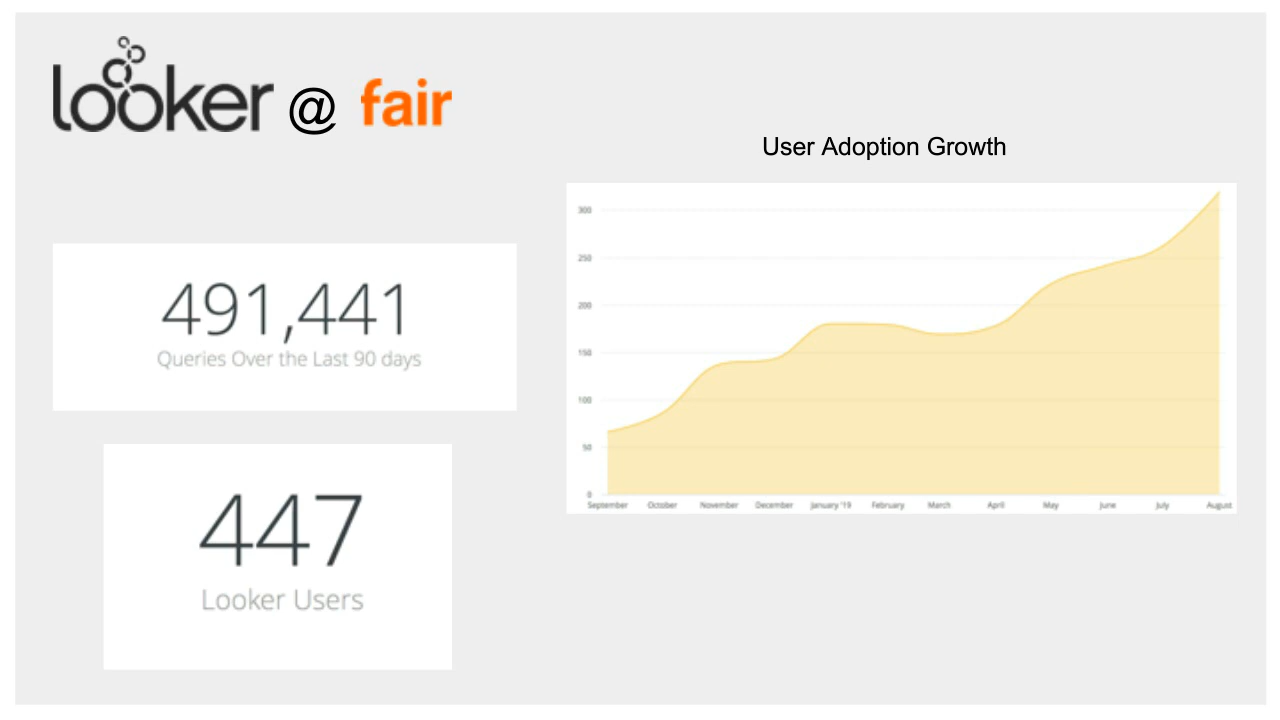 looker @ fair
User Adoption Growth
491,441
Queries Over the Last 90 days
447
Looker Users
300
250
200
150
100
50
0
September October November December January '19 February March April May June July August